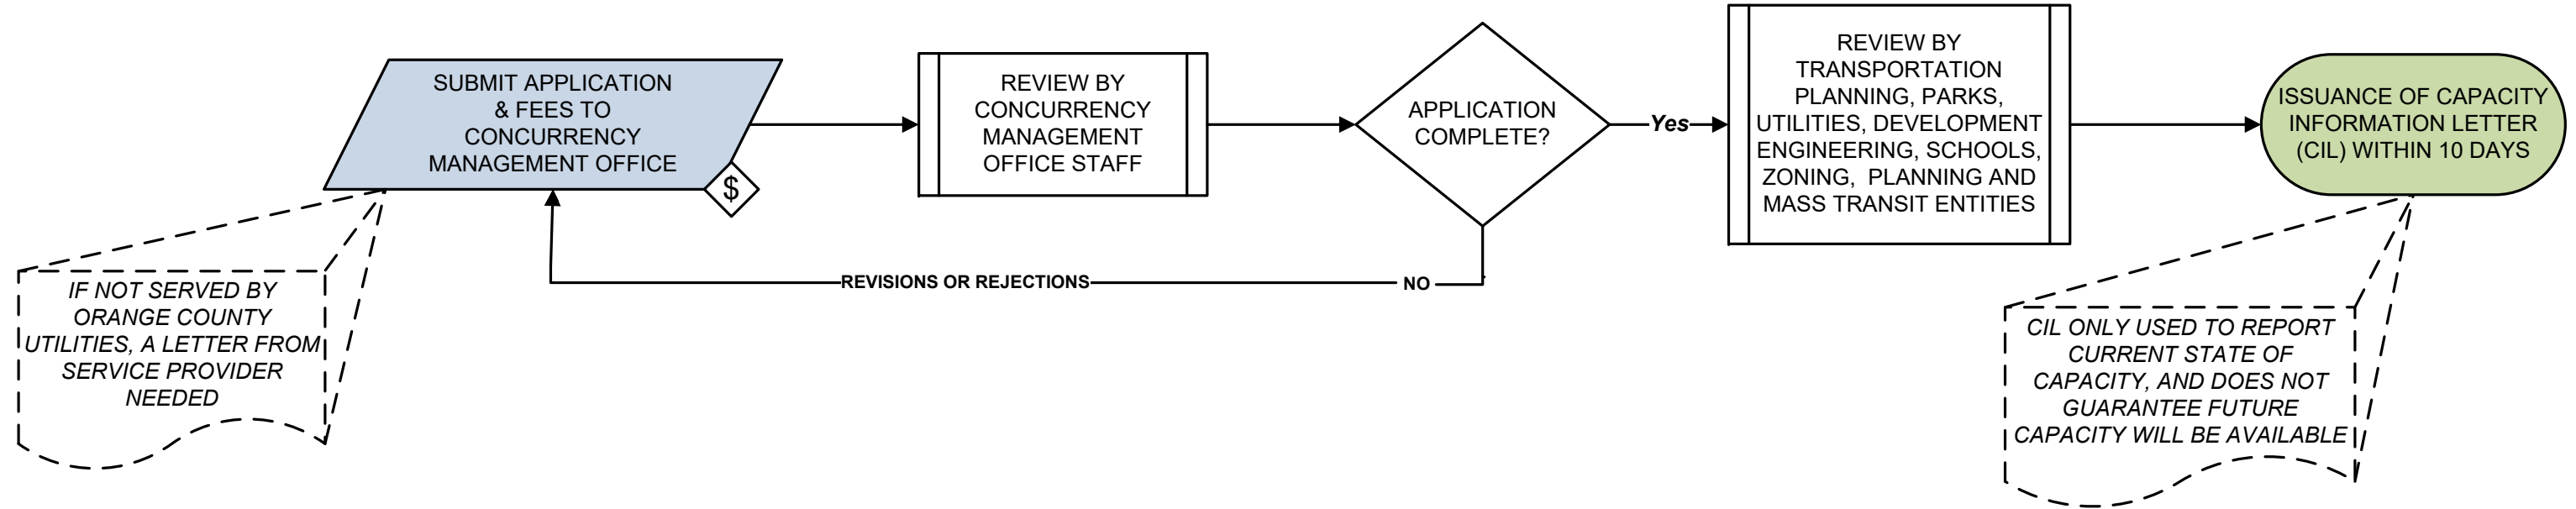 SUBMIT APPLICATION
& FEES TO
CONCURRENCY
MANAGEMENT OFFICE
$
IF NOT SERVED BY
ORANGE COUNTY
UTILITIES, A LETTER FROM
SERVICE PROVIDER
NEEDED
REVIEW BY
CONCURRENCY
MANAGEMENT
OFFICE STAFF
APPLICATION
COMPLETE?
Yes
NO
REVISIONS OR REJECTIONS
REVIEW BY
TRANSPORTATION
PLANNING, PARKS,
UTILITIES, DEVELOPMENT
ENGINEERING, SCHOOLS,
ZONING, PLANNING AND
MASS TRANSIT ENTITIES
ISSUANCE OF CAPACITY
INFORMATION LETTER
(CIL) WITHIN 10 DAYS
CIL ONLY USED TO REPORT
CURRENT STATE OF
CAPACITY, AND DOES NOT
GUARANTEE FUTURE
CAPACITY WILL BE AVAILABLE